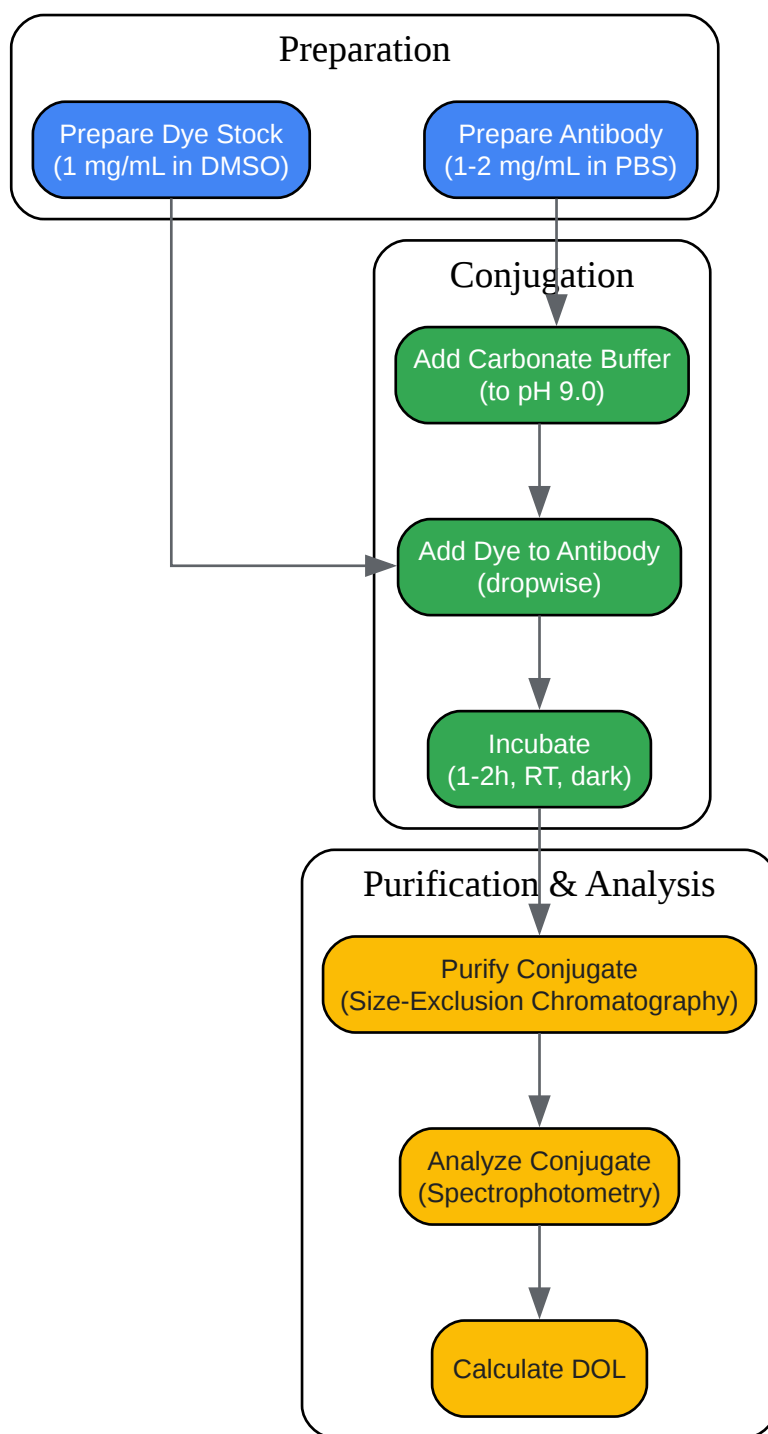 Preparation
Prepare Dye Stock
(1 mg/mL in DMSO)
Prepare Antibody
(1-2 mg/mL in PBS)
Conjugation
Add Carbonate Buffer
(to pH 9.0)
Add Dye to Antibody
(dropwise)
Incubate
(1-2h, RT, dark)
Purification & Analysis
Purify Conjugate
(Size-Exclusion Chromatography)
Analyze Conjugate
(Spectrophotometry)
Calculate DOL